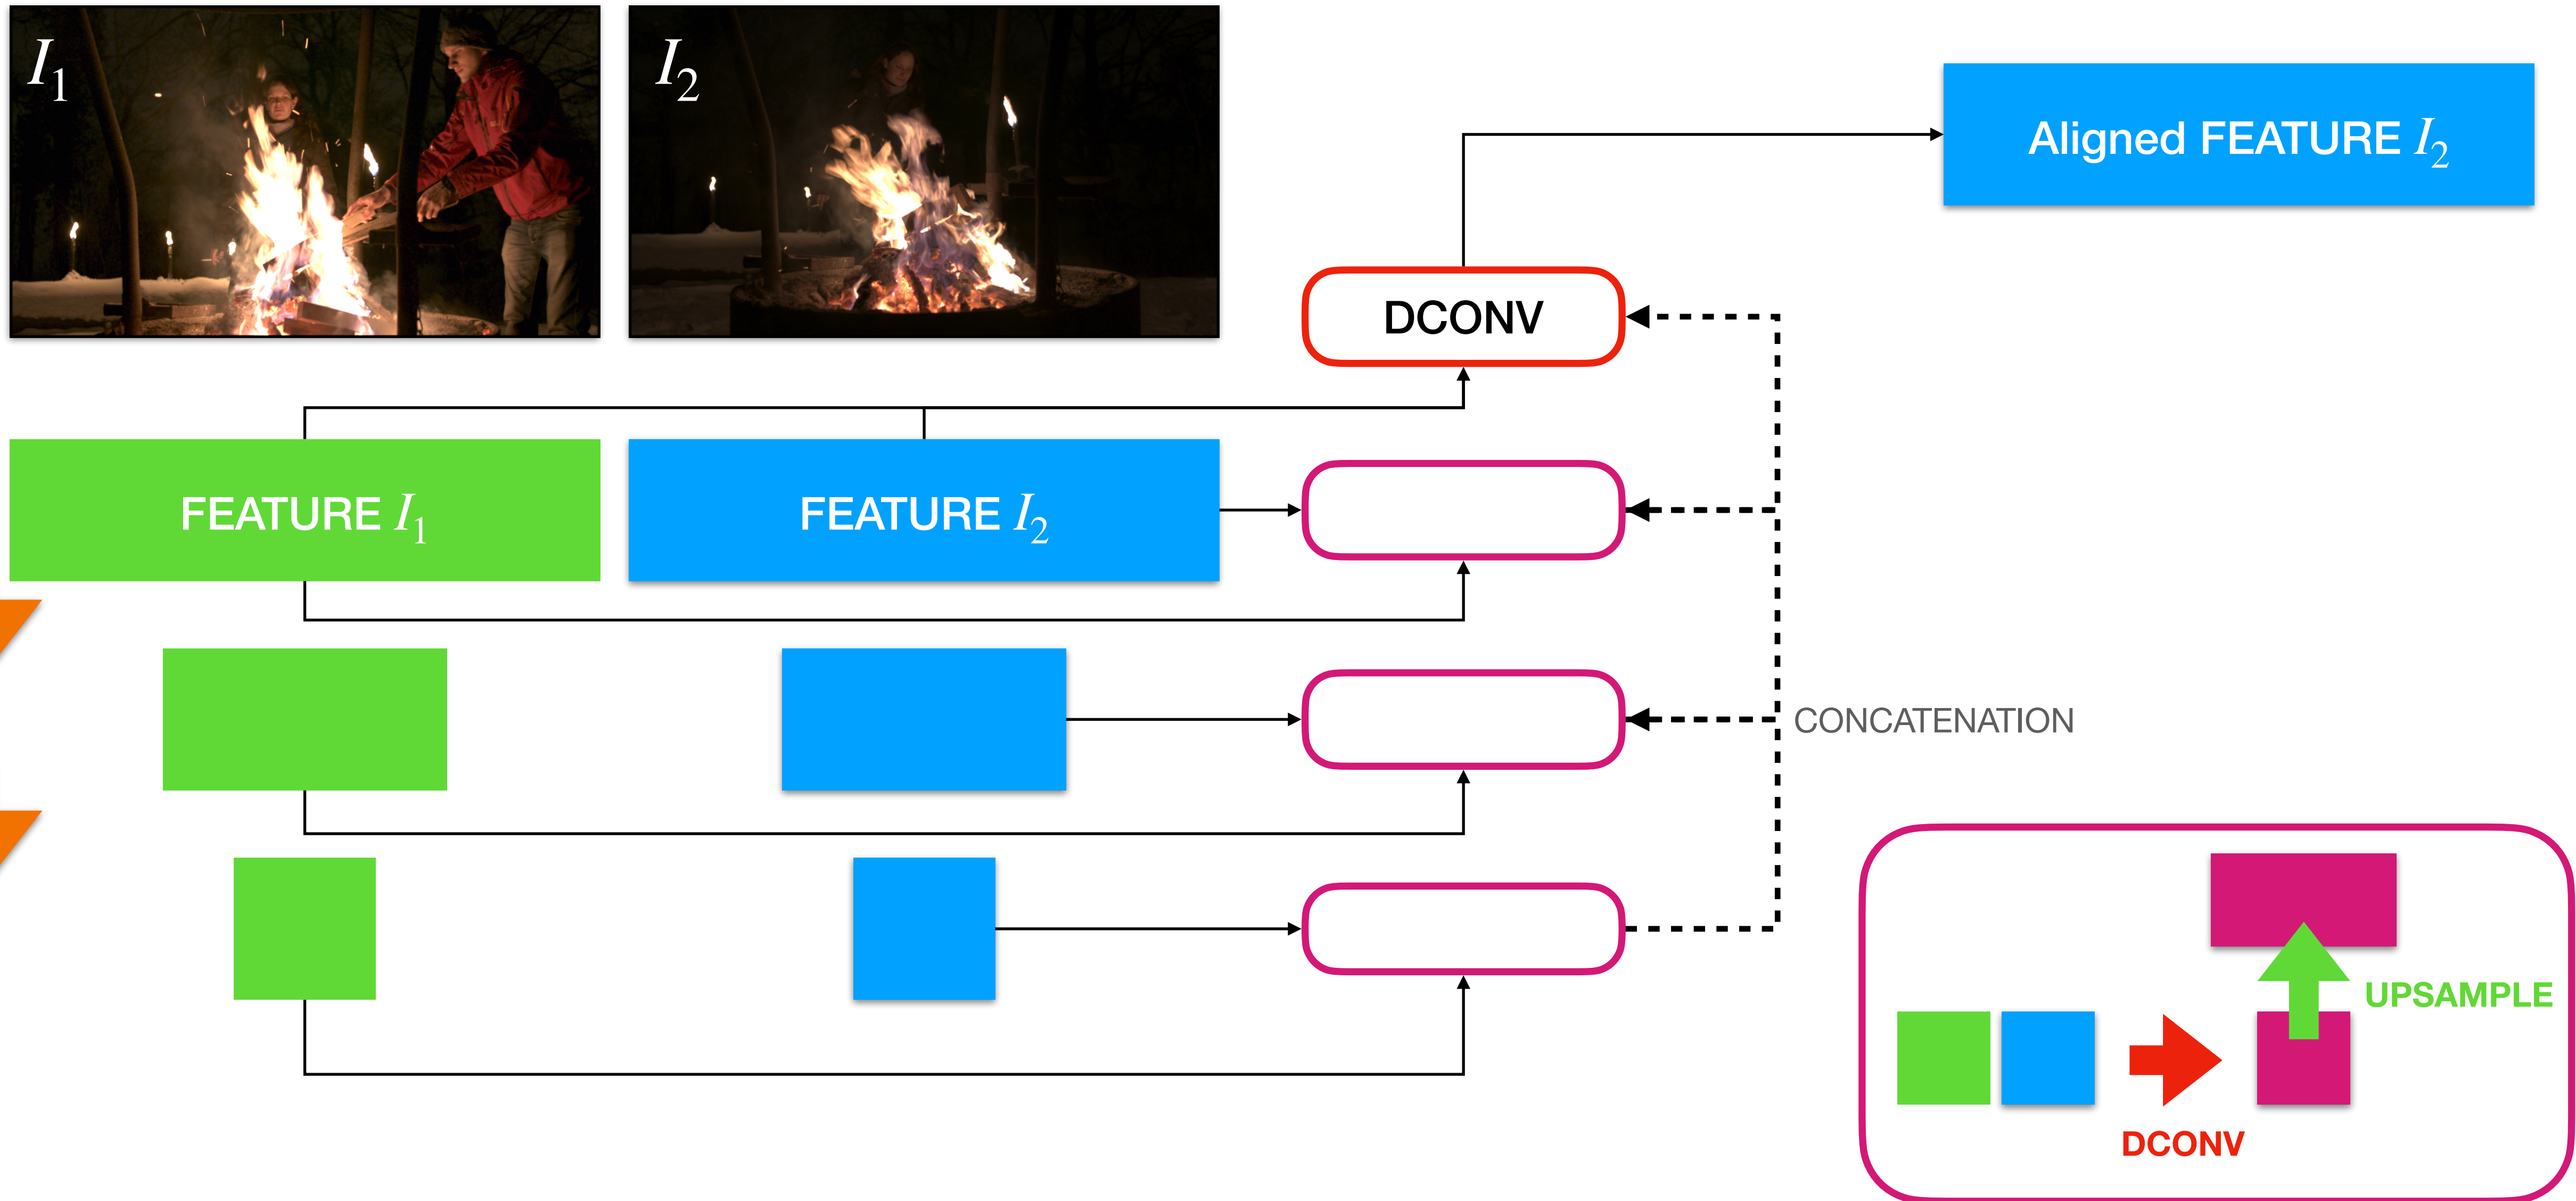 I₁
I₂
Aligned FEATURE I₂
DCONV
FEATURE I₁
FEATURE I₂
CONCATENATION
UPSAMPLE
DCONV